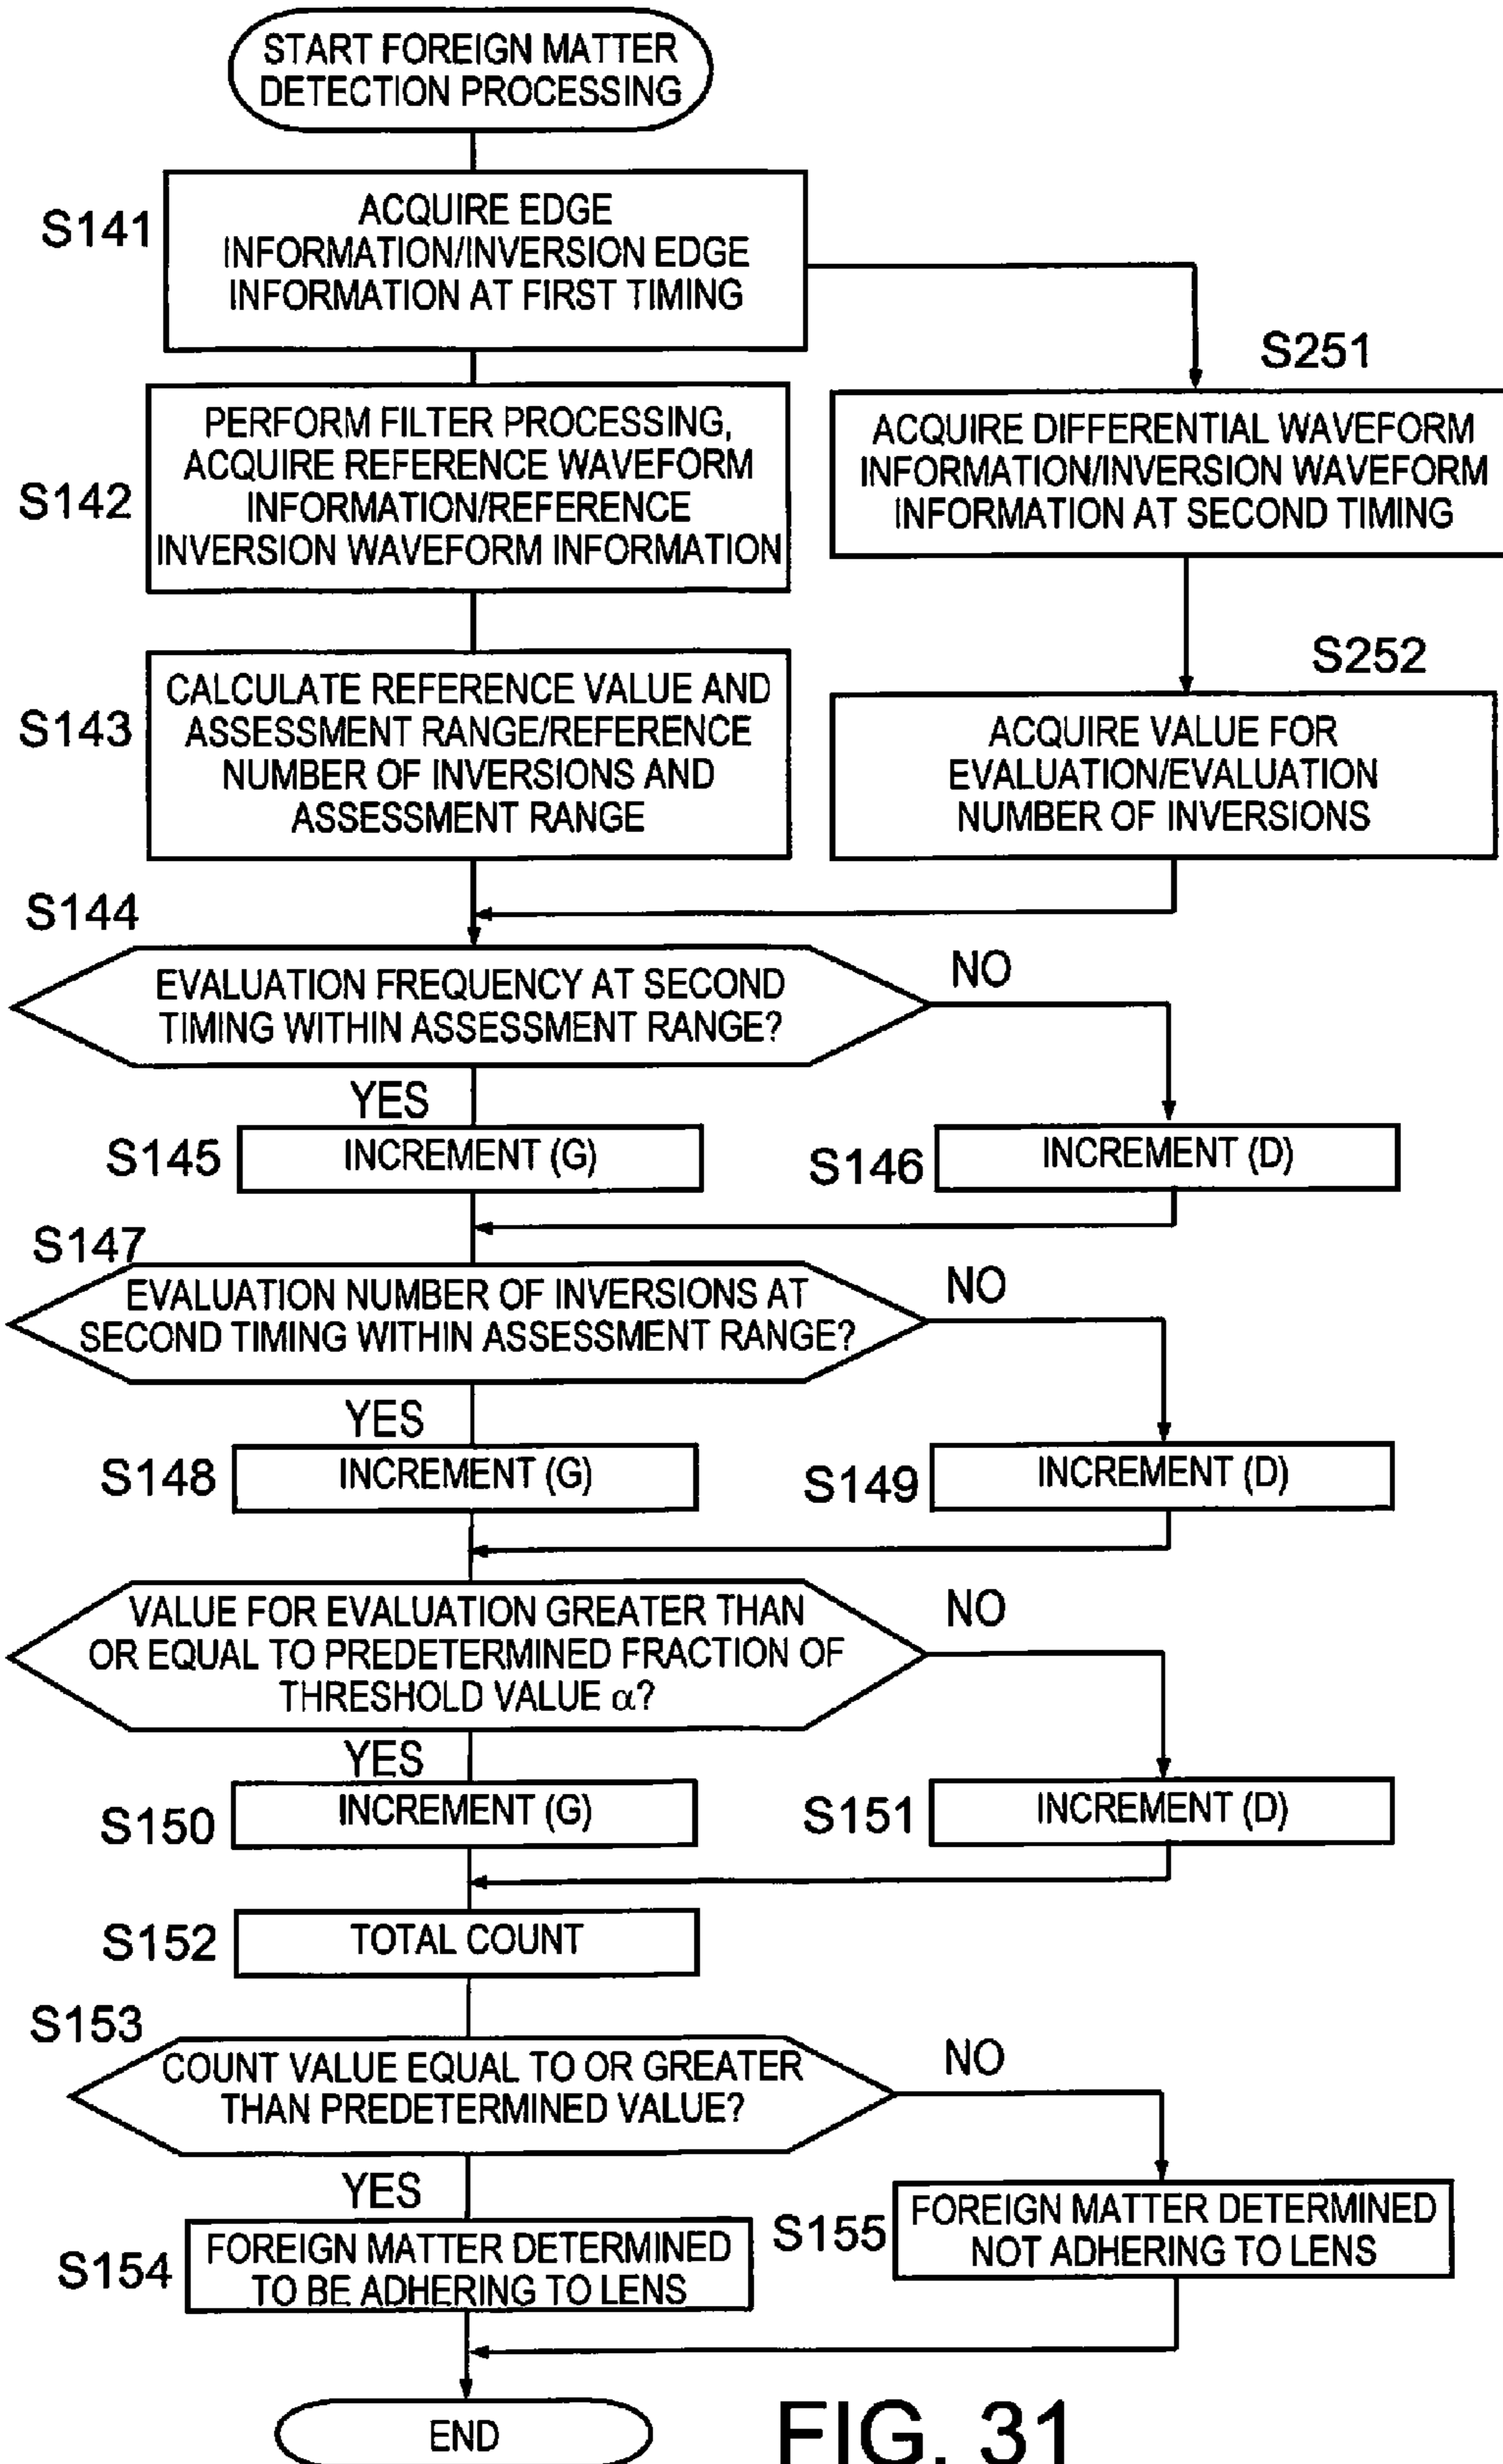 START FOREIGN MATTER
DETECTION PROCESSING
S141
ACQUIRE EDGE
INFORMATION/INVERSION EDGE
INFORMATION AT FIRST TIMING
S142
PERFORM FILTER PROCESSING,
ACQUIRE REFERENCE WAVEFORM
INFORMATION/REFERENCE
INVERSION WAVEFORM INFORMATION
S251
ACQUIRE DIFFERENTIAL WAVEFORM
INFORMATION/INVERSION WAVEFORM
INFORMATION AT SECOND TIMING
S143
CALCULATE REFERENCE VALUE AND
ASSESSMENT RANGE/REFERENCE
NUMBER OF INVERSIONS AND
ASSESSMENT RANGE
S252
ACQUIRE VALUE FOR
EVALUATION/EVALUATION
NUMBER OF INVERSIONS
S144
EVALUATION FREQUENCY AT SECOND
TIMING WITHIN ASSESSMENT RANGE?
NO
YES
S145
INCREMENT (G)
S146
INCREMENT (D)
S147
EVALUATION NUMBER OF INVERSIONS AT
SECOND TIMING WITHIN ASSESSMENT RANGE?
NO
YES
S148
INCREMENT (G)
S149
INCREMENT (D)
VALUE FOR EVALUATION GREATER THAN
OR EQUAL TO PREDETERMINED FRACTION OF
THRESHOLD VALUE α?
NO
YES
S150
INCREMENT (G)
S151
INCREMENT (D)
S152
TOTAL COUNT
S153
COUNT VALUE EQUAL TO OR GREATER
THAN PREDETERMINED VALUE?
NO
YES
S154
FOREIGN MATTER DETERMINED
TO BE ADHERING TO LENS
S155
FOREIGN MATTER DETERMINED
NOT ADHERING TO LENS
END
FIG. 31